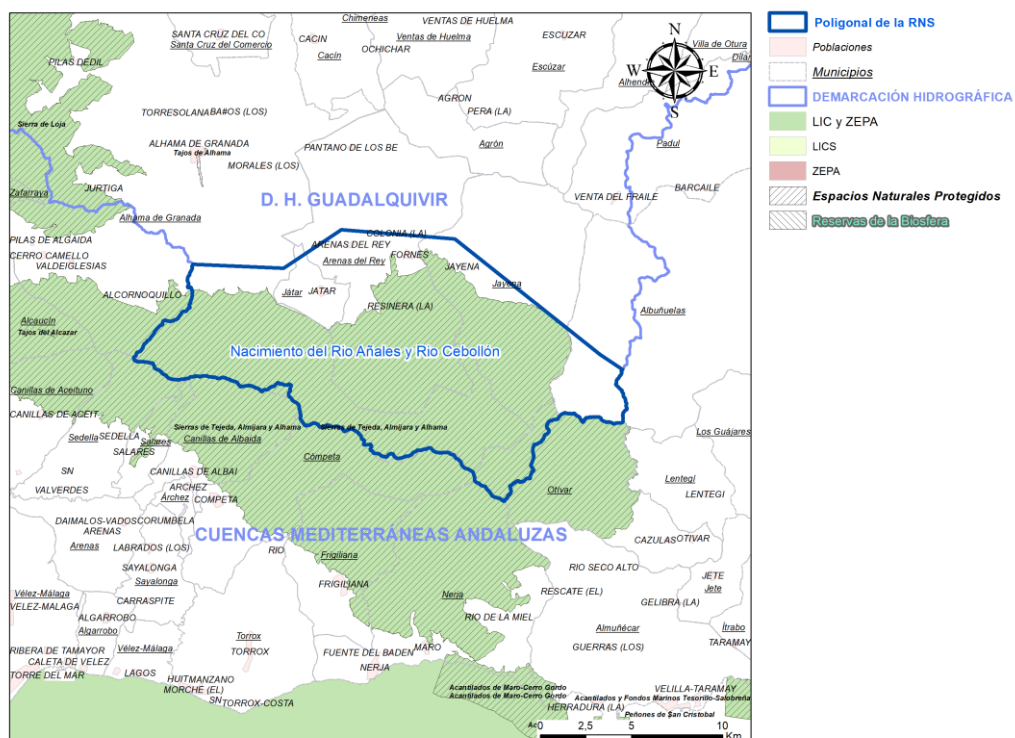 Chimeneas
VENTAS DE HUELMA
SANTA CRUZ DEL CO
Santa Cruz del Comercio
CACIN
Cacín
Ventas de Huelma
OCHICHAR
ESCUZAR
Escúzar
N
W
E
S
Villa de Otura
Dílar
PILAS DEDIL
AGRON
PERA (LA)
TORRESOLANA
BA#OS (LOS)
Sierra de Loja
ALHAMA DE GRANADA
Tajos de Alhama
PANTANO DE LOS BE
Agrón
Padul
MORALES (LOS)
Zafarraya
JURTIGA
D. H. GUADALQUIVIR
VENTA DEL FRAILE
BARCAILE
Alhama de Granada
COLONIA (LA)
PILAS DE ALGAIDA
ARENAS DEL REY
CERRO CAMELLO
Arenas del Rey
FORNES
VALDEIGLESIAS
JAYENA
Jayena
ALCORNOQUILLO
Játar
JATAR
RESINERA (LA)
Albuñuelas
Alcaucín
Tajos del Alcazar
Nacimiento del Rio Añales y Rio Cebollón
Canillas de Aceituno
CANILLAS DE ACEIT
Sierras de Tejeda, Almijara y Alhama
Sierras de Tejeda, Almijara y Alhama
Sedella
SEDELLA
Salares
Canillas de Albaida
Los Guájares
SALARES
Cómpeta
SN
CANILLAS DE ALBAI
Lentegí
VALVERDES
ARCHEZ
Árchez
COMPETA
Otívar
LENTEGI
DAIMALOS-VADOS
CORUMBELA
ARENAS
CUENCAS MEDITERRÁNEAS ANDALUZAS
CAZULAS
OTIVAR
Arenas
LABRADOS (LOS)
RIO
Frigiliana
SAYALONGA
RIO SECO ALTO
JETE
Sayalonga
FRIGILIANA
Vélez-Málaga
RESCATE (EL)
Jete
VELEZ-MALAGA
CARRASPITE
Nerja
GELIBRA (LA)
ALGARROBO
RIO DE LA MIEL
Algarrobo
Torrox
Almuñécar
Ítrabo
RIBERA DE TAMAYOR
Vélez-Málaga
TORROX
FUENTE DEL BADEN
MARO
GUERRAS (LOS)
TARAMAY
CALETA DE VELEZ
NERJA
TORRE DEL MAR
LAGOS
HUITMANZANO
MORCHE (EL)
Acantilados de Maro-Cerro Gordo
VELILLA-TARAMAY
Acantilados de Maro-Cerro Gordo
Acantilados y Fondos Marinos Tesorillo-Salobreña
SN
TORROX-COSTA
HERRADURA (LA)
Peñones de San Cristobal
0 2,5 5 10
Km
Poligonal de la RNS
Poblaciones
Municipios
DEMARCACIÓN HIDROGRÁFICA
LIC y ZEPA
LICS
ZEPA
Espacios Naturales Protegidos
Reservas de la Biosfera